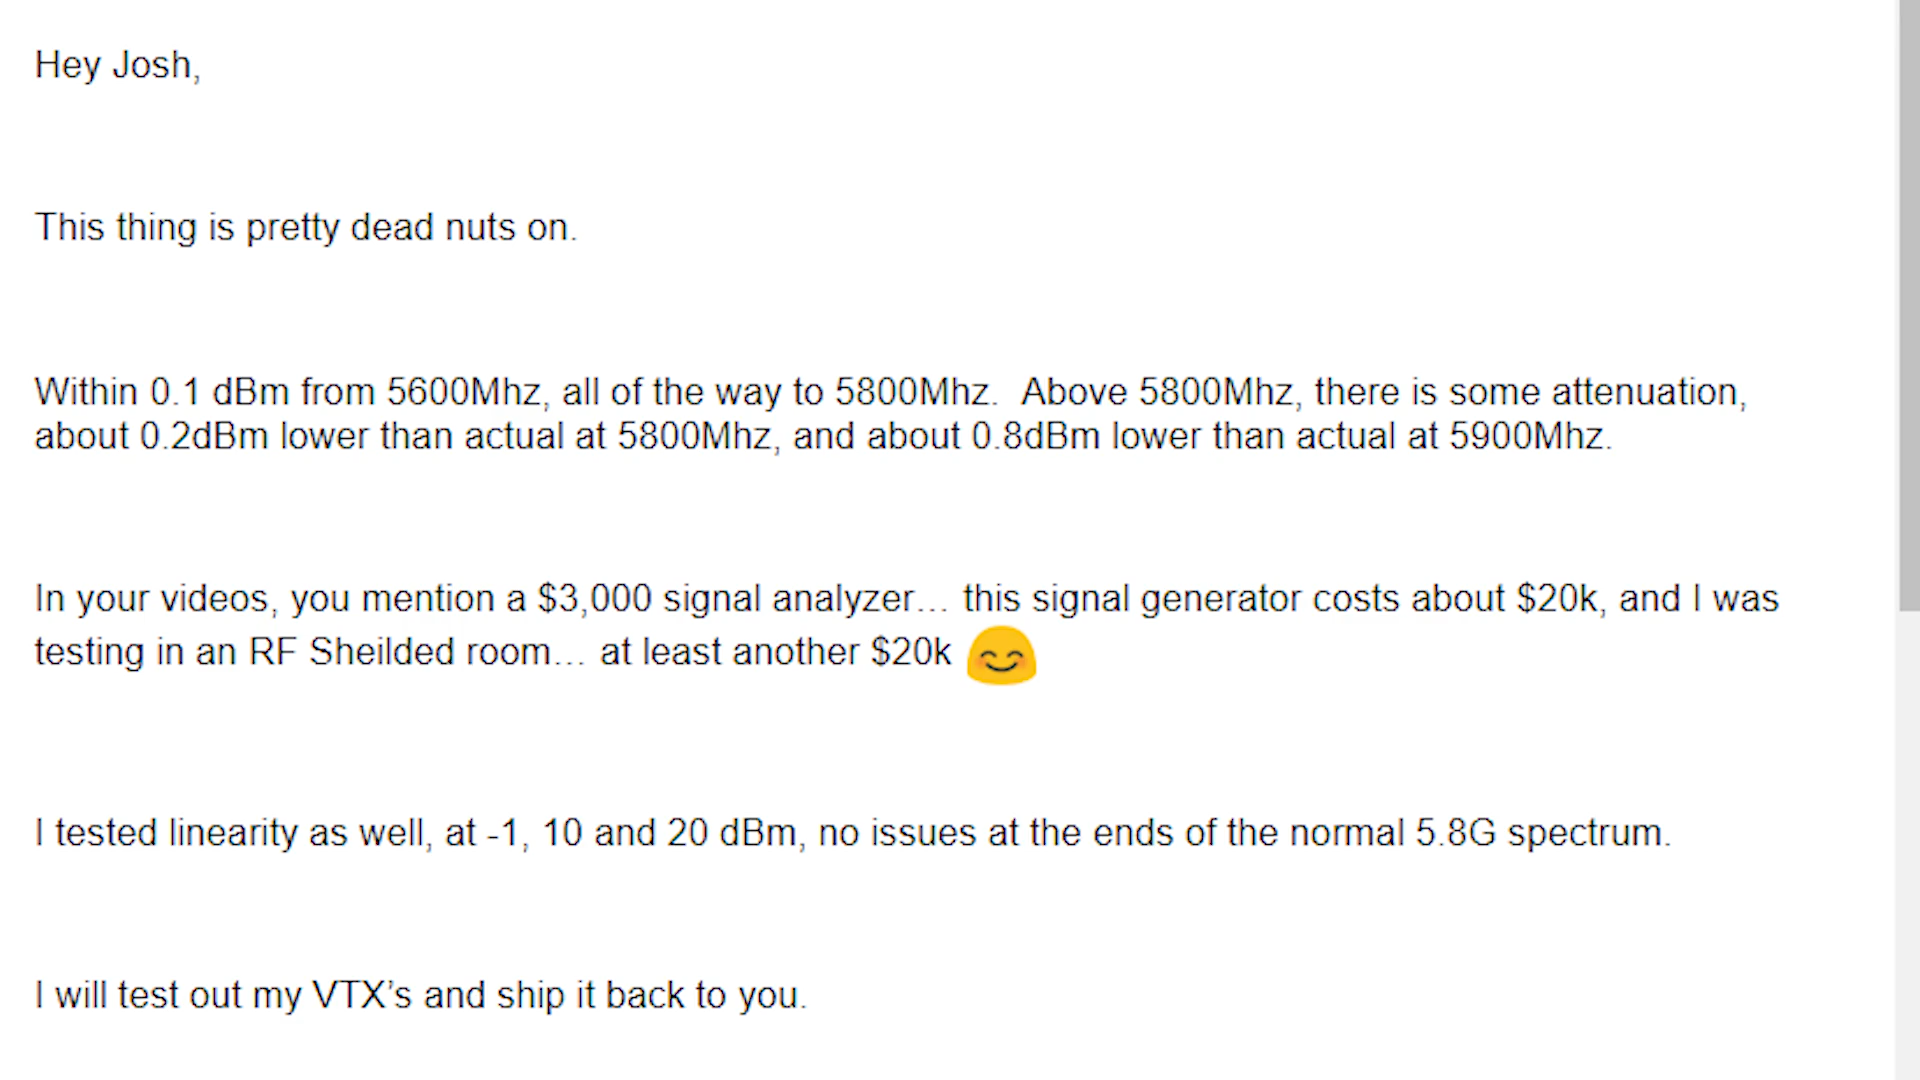 Hey Josh,
This thing is pretty dead nuts on.
Within 0.1 dBm from 5600Mhz, all of the way to 5800Mhz.  Above 5800Mhz, there is some attenuation,
about 0.2dBm lower than actual at 5800Mhz, and about 0.8dBm lower than actual at 5900Mhz.
In your videos, you mention a $3,000 signal analyzer… this signal generator costs about $20k, and I was
testing in an RF Sheilded room… at least another $20k 😊
I tested linearity as well, at -1, 10 and 20 dBm, no issues at the ends of the normal 5.8G spectrum.
I will test out my VTX’s and ship it back to you.